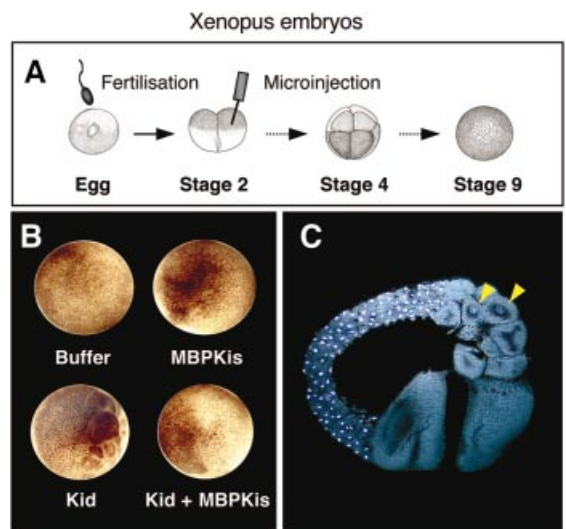 Xenopus embryos
A
Fertilisation
Microinjection
Egg
Stage 2
Stage 4
Stage 9
B
Buffer
MBPKis
Kid
Kid + MBPKis
C